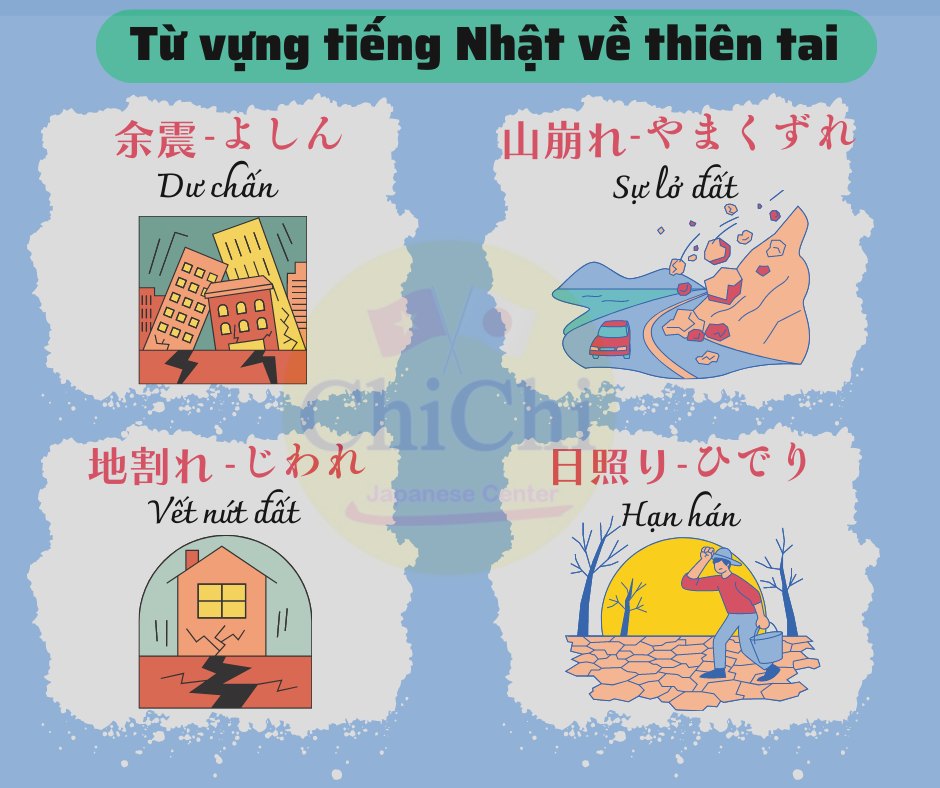 Từ vựng tiếng Nhật về thiên tai
余震-よしん
Dư chấn
山崩れ-やまくずれ
Sự lở đất
ChiChi
Japanese Center
地割れ-じわれ
Vết nứt đất
日照り-ひでり
Hạn hán